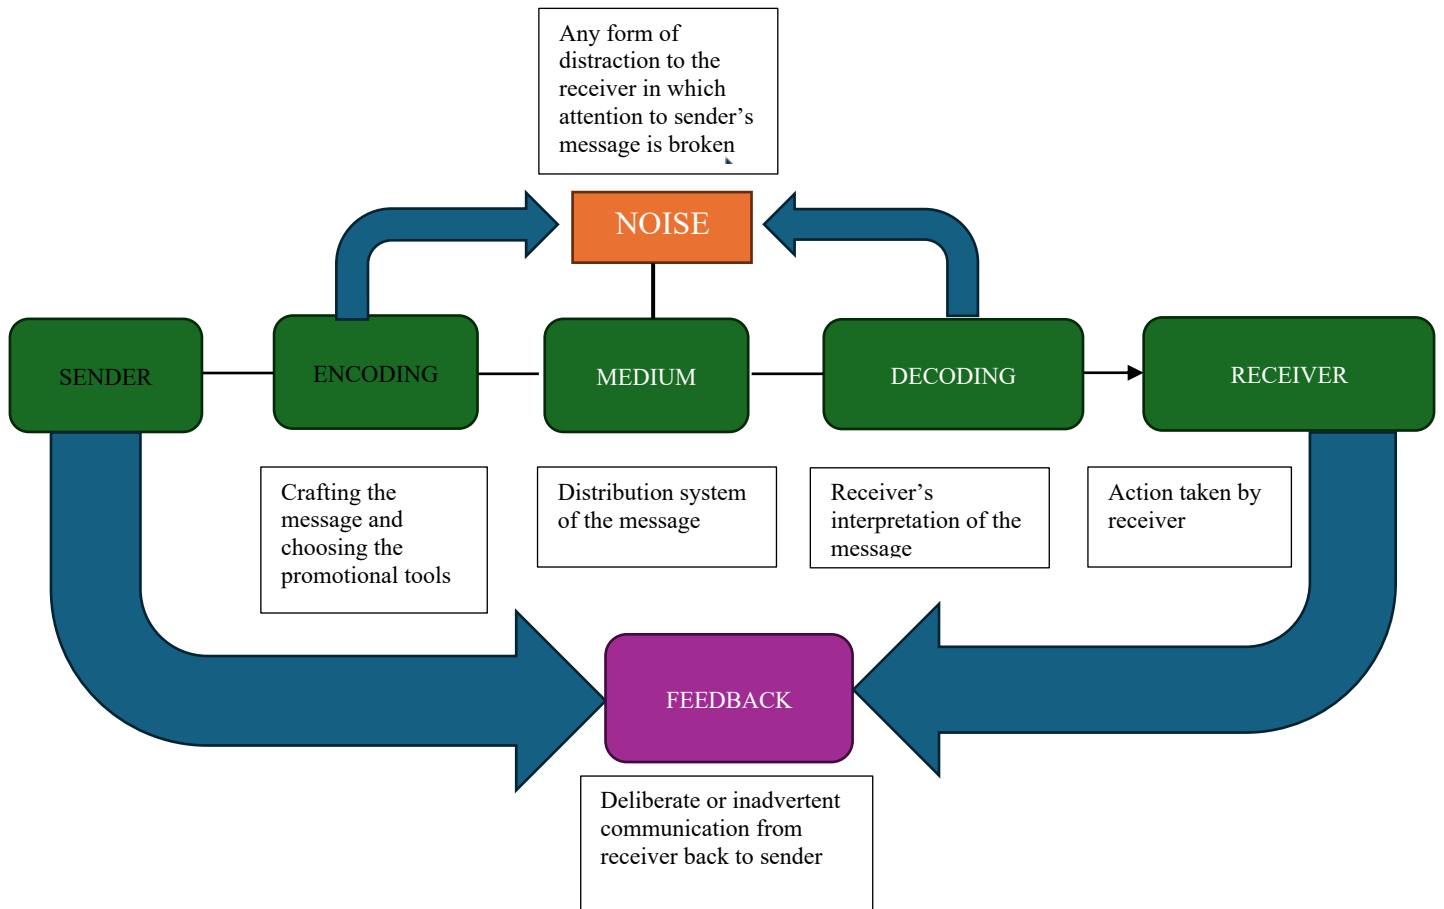 Any form of
distraction to the
receiver in which
attention to sender’s
message is broken
NOISE
SENDER
ENCODING
MEDIUM
DECODING
RECEIVER
Crafting the
message and
choosing the
promotional tools
Distribution system
of the message
Receiver’s
interpretation of the
message
Action taken by
receiver
FEEDBACK
Deliberate or inadvertent
communication from
receiver back to sender